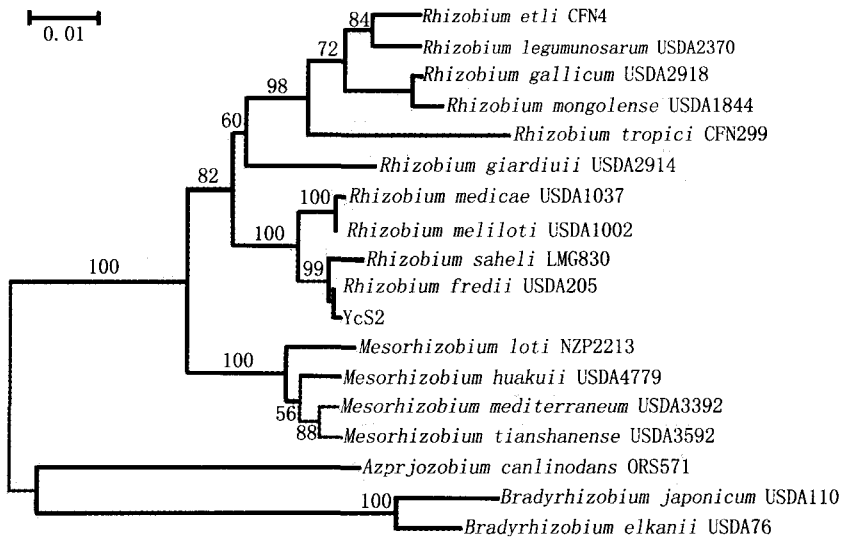 84
Rhizobium etli CFN4
0.01
72
Rhizobium legumunosarum USDA2370
98
Rhizobium gallicum USDA2918
Rhizobium mongolense USDA1844
60
Rhizobium tropici CFN299
82
Rhizobium giardiuii USDA2914
100
Rhizobium medicae USDA1037
100
Rhizobium meliloti USDA1002
100
99
Rhizobium saheli LMG830
Rhizobium fredii USDA205
YcS2
100
Mesorhizobium loti NZP2213
Mesorhizobium huakuii USDA4779
56
Mesorhizobium mediterraneum USDA3392
88
Mesorhizobium tianshanense USDA3592
Azprjozobium canlinodans ORS571
100
Bradyrhizobium japonicum USDA110
Bradyrhizobium elkanii USDA76